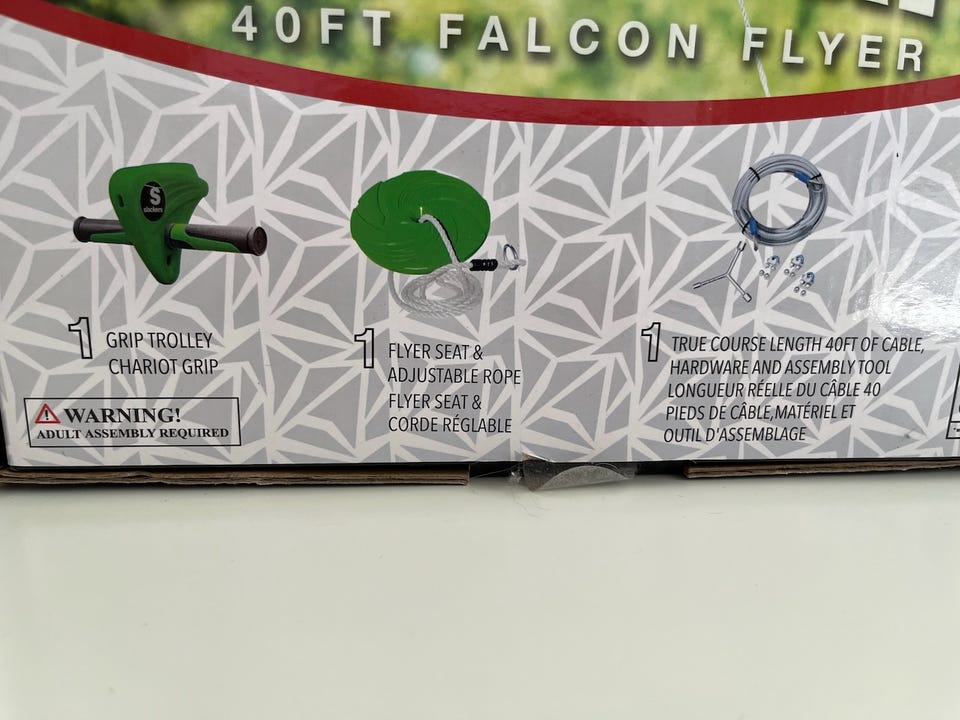 40FT FALCON FLYER
S
slackers
1 GRIP TROLLEY
CHARIOT GRIP
WARNING!
ADULT ASSEMBLY REQUIRED
1 FLYER SEAT &
ADJUSTABLE ROPE
FLYER SEAT &
CORDE RÉGLABLE
1 TRUE COURSE LENGTH 40FT OF CABLE,
HARDWARE AND ASSEMBLY TOOL
LONGUEUR RÉELLE DU CÂBLE 40
PIEDS DE CÂBLE,MATÉRIEL ET
OUTIL D'ASSEMBLAGE